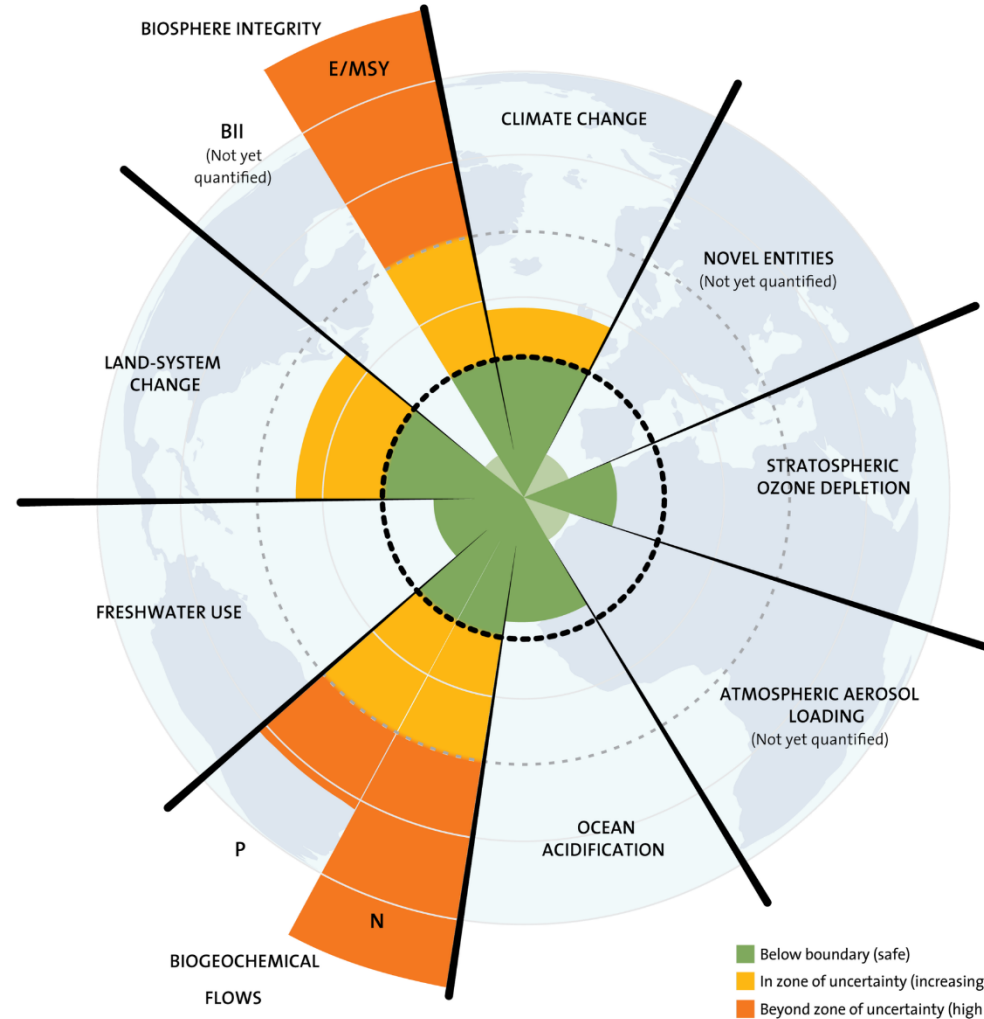 BIOSPHERE INTEGRITY
E/MSY
BII
(Not yet
quantified)
CLIMATE CHANGE
NOVEL ENTITIES
(Not yet quantified)
LAND-SYSTEM
CHANGE
STRATOSPHERIC
OZONE DEPLETION
FRESHWATER USE
ATMOSPHERIC AEROSOL
LOADING
(Not yet quantified)
OCEAN
ACIDIFICATION
P
N
BIOGEOCHEMICAL
FLOWS
Below boundary (safe)
In zone of uncertainty (increasing
Beyond zone of uncertainty (high